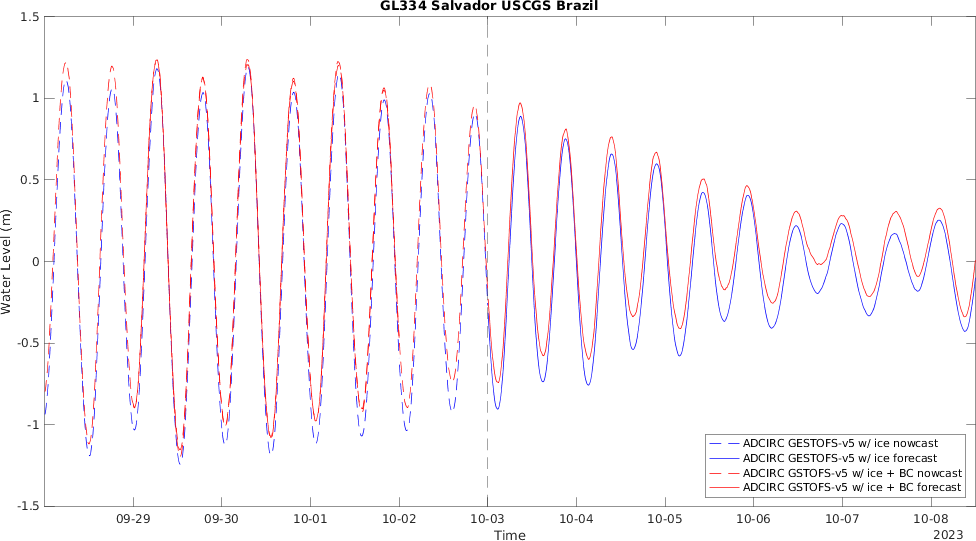 GL334 Salvador USCGS Brazil
1.5
1
0.5
0
-0.5
-1
-1.5
Water Level (m)
09-29 09-30 10-01 10-02 10-03 10-04 10-05 10-06 10-07 10-08
Time
2023
ADCIRC GESTOFS-v5 w/ ice nowcast
ADCIRC GESTOFS-v5 w/ ice forecast
ADCIRC GSTOFS-v5 w/ ice + BC nowcast
ADCIRC GSTOFS-v5 w/ ice + BC forecast